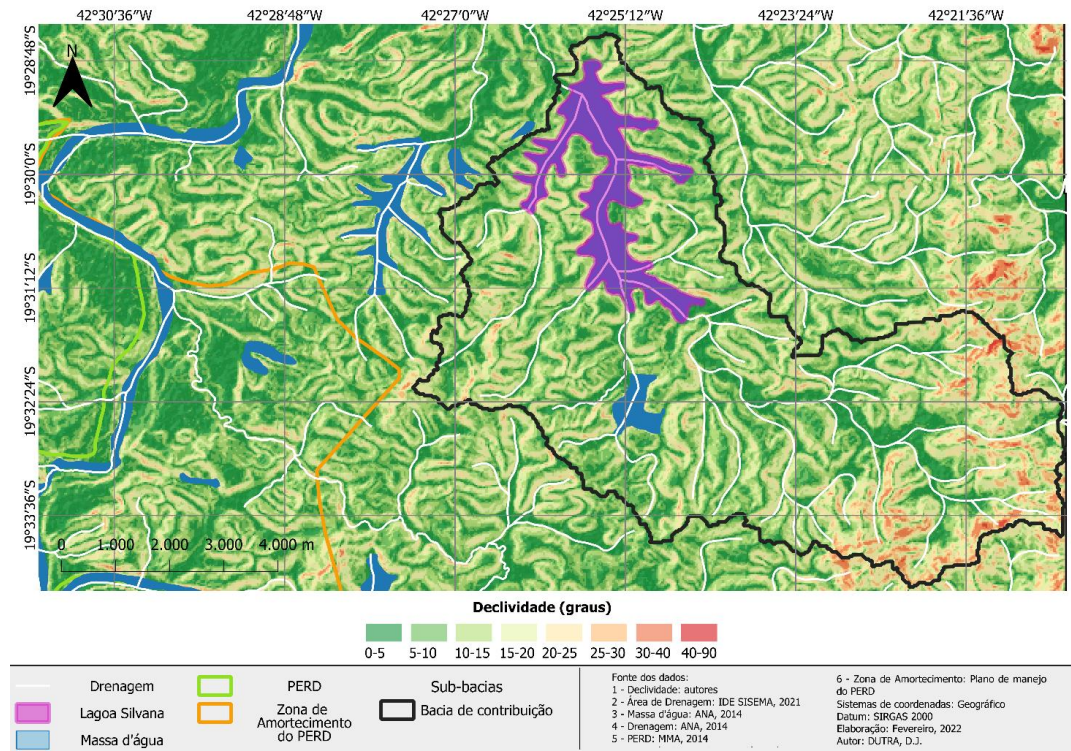 42°30'36"W 42°28'48"W 42°27'0"W 42°25'12"W 42°23'24"W 42°21'36"W
N
19°28'48"S
19°30'0"S
19°31'12"S
19°32'24"S
19°33'36"S
0 1.000 2.000 3.000 4.000 m
Declividade (graus)
0-5 5-10 10-15 15-20 20-25 25-30 30-40 40-90
Drenagem
Lagoa Silvana
Massa d'água
PERD
Zona de
Amortecimento
do PERD
Sub-bacias
Bacia de contribuição
Fonte dos dados:
1 - Declividade: autores
2 - Área de Drenagem: IDE SISEMA, 2021
3 - Massa d'água: ANA, 2014
4 - Drenagem: ANA, 2014
5 - PERD: MMA, 2014
6 - Zona de Amortecimento: Plano de manejo
do PERD
Sistemas de coordenadas: Geográfico
Datum: SIRGAS 2000
Elaboração: Fevereiro, 2022
Autor: DUTRA, D.J.